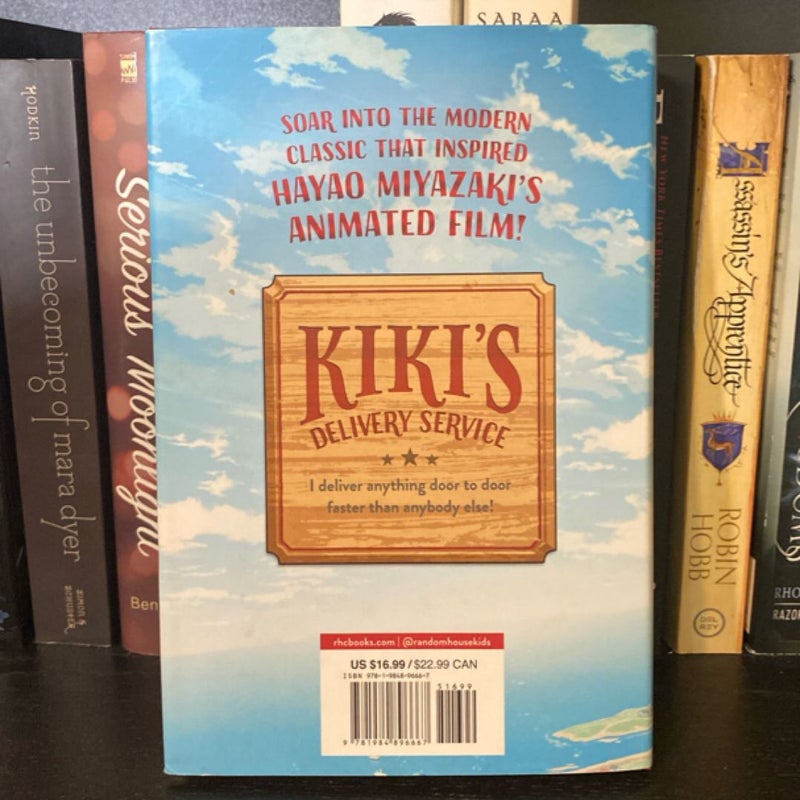 SABAA
HODKIN
the unbecoming of mara dyer
SIMON &
SCHUSTER
Serious Moonlight
Ben
SOAR INTO THE MODERN
CLASSIC THAT INSPIRED
HAYAO MIYAZAKI'S
ANIMATED FILM!
KIKI'S
DELIVERY SERVICE
I deliver anything door to door
faster than anybody else!
rhcbooks.com | @randomhousekids
US $16.99 / $22.99 CAN
ISBN 978-1-9848-9666-7
51699
9 781984 896667
NEW YORK TIMES BESTSELLER
Assassin's Apprentice
ROBIN
HOBB
DEL
REY
RHO
RAZOR